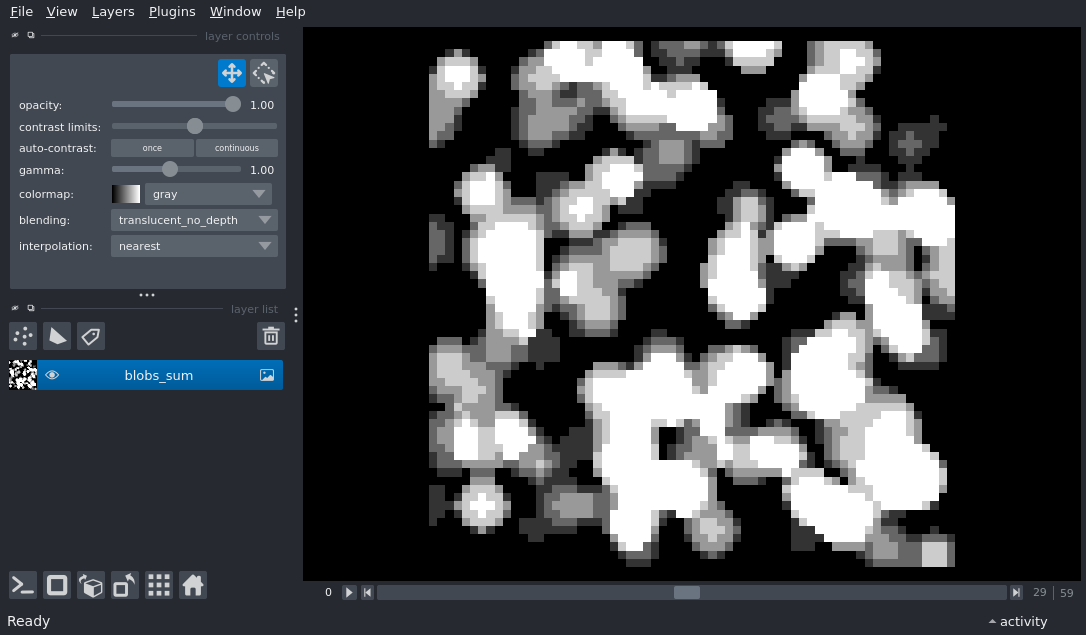 File View Layers Plugins Window Help
layer controls
opacity: 1.00
contrast limits:
auto-contrast: once continuous
gamma: 1.00
colormap: gray
blending: translucent_no_depth
interpolation: nearest
layer list
blobs_sum
0 29 59
Ready activity